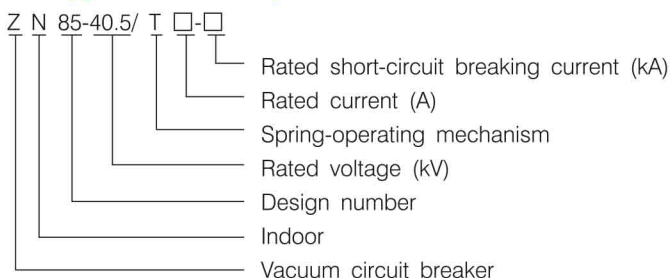 Z N 85-40.5/ T □-□
Rated short-circuit breaking current (kA)
Rated current (A)
Spring-operating mechanism
Rated voltage (kV)
Design number
Indoor
Vacuum circuit breaker